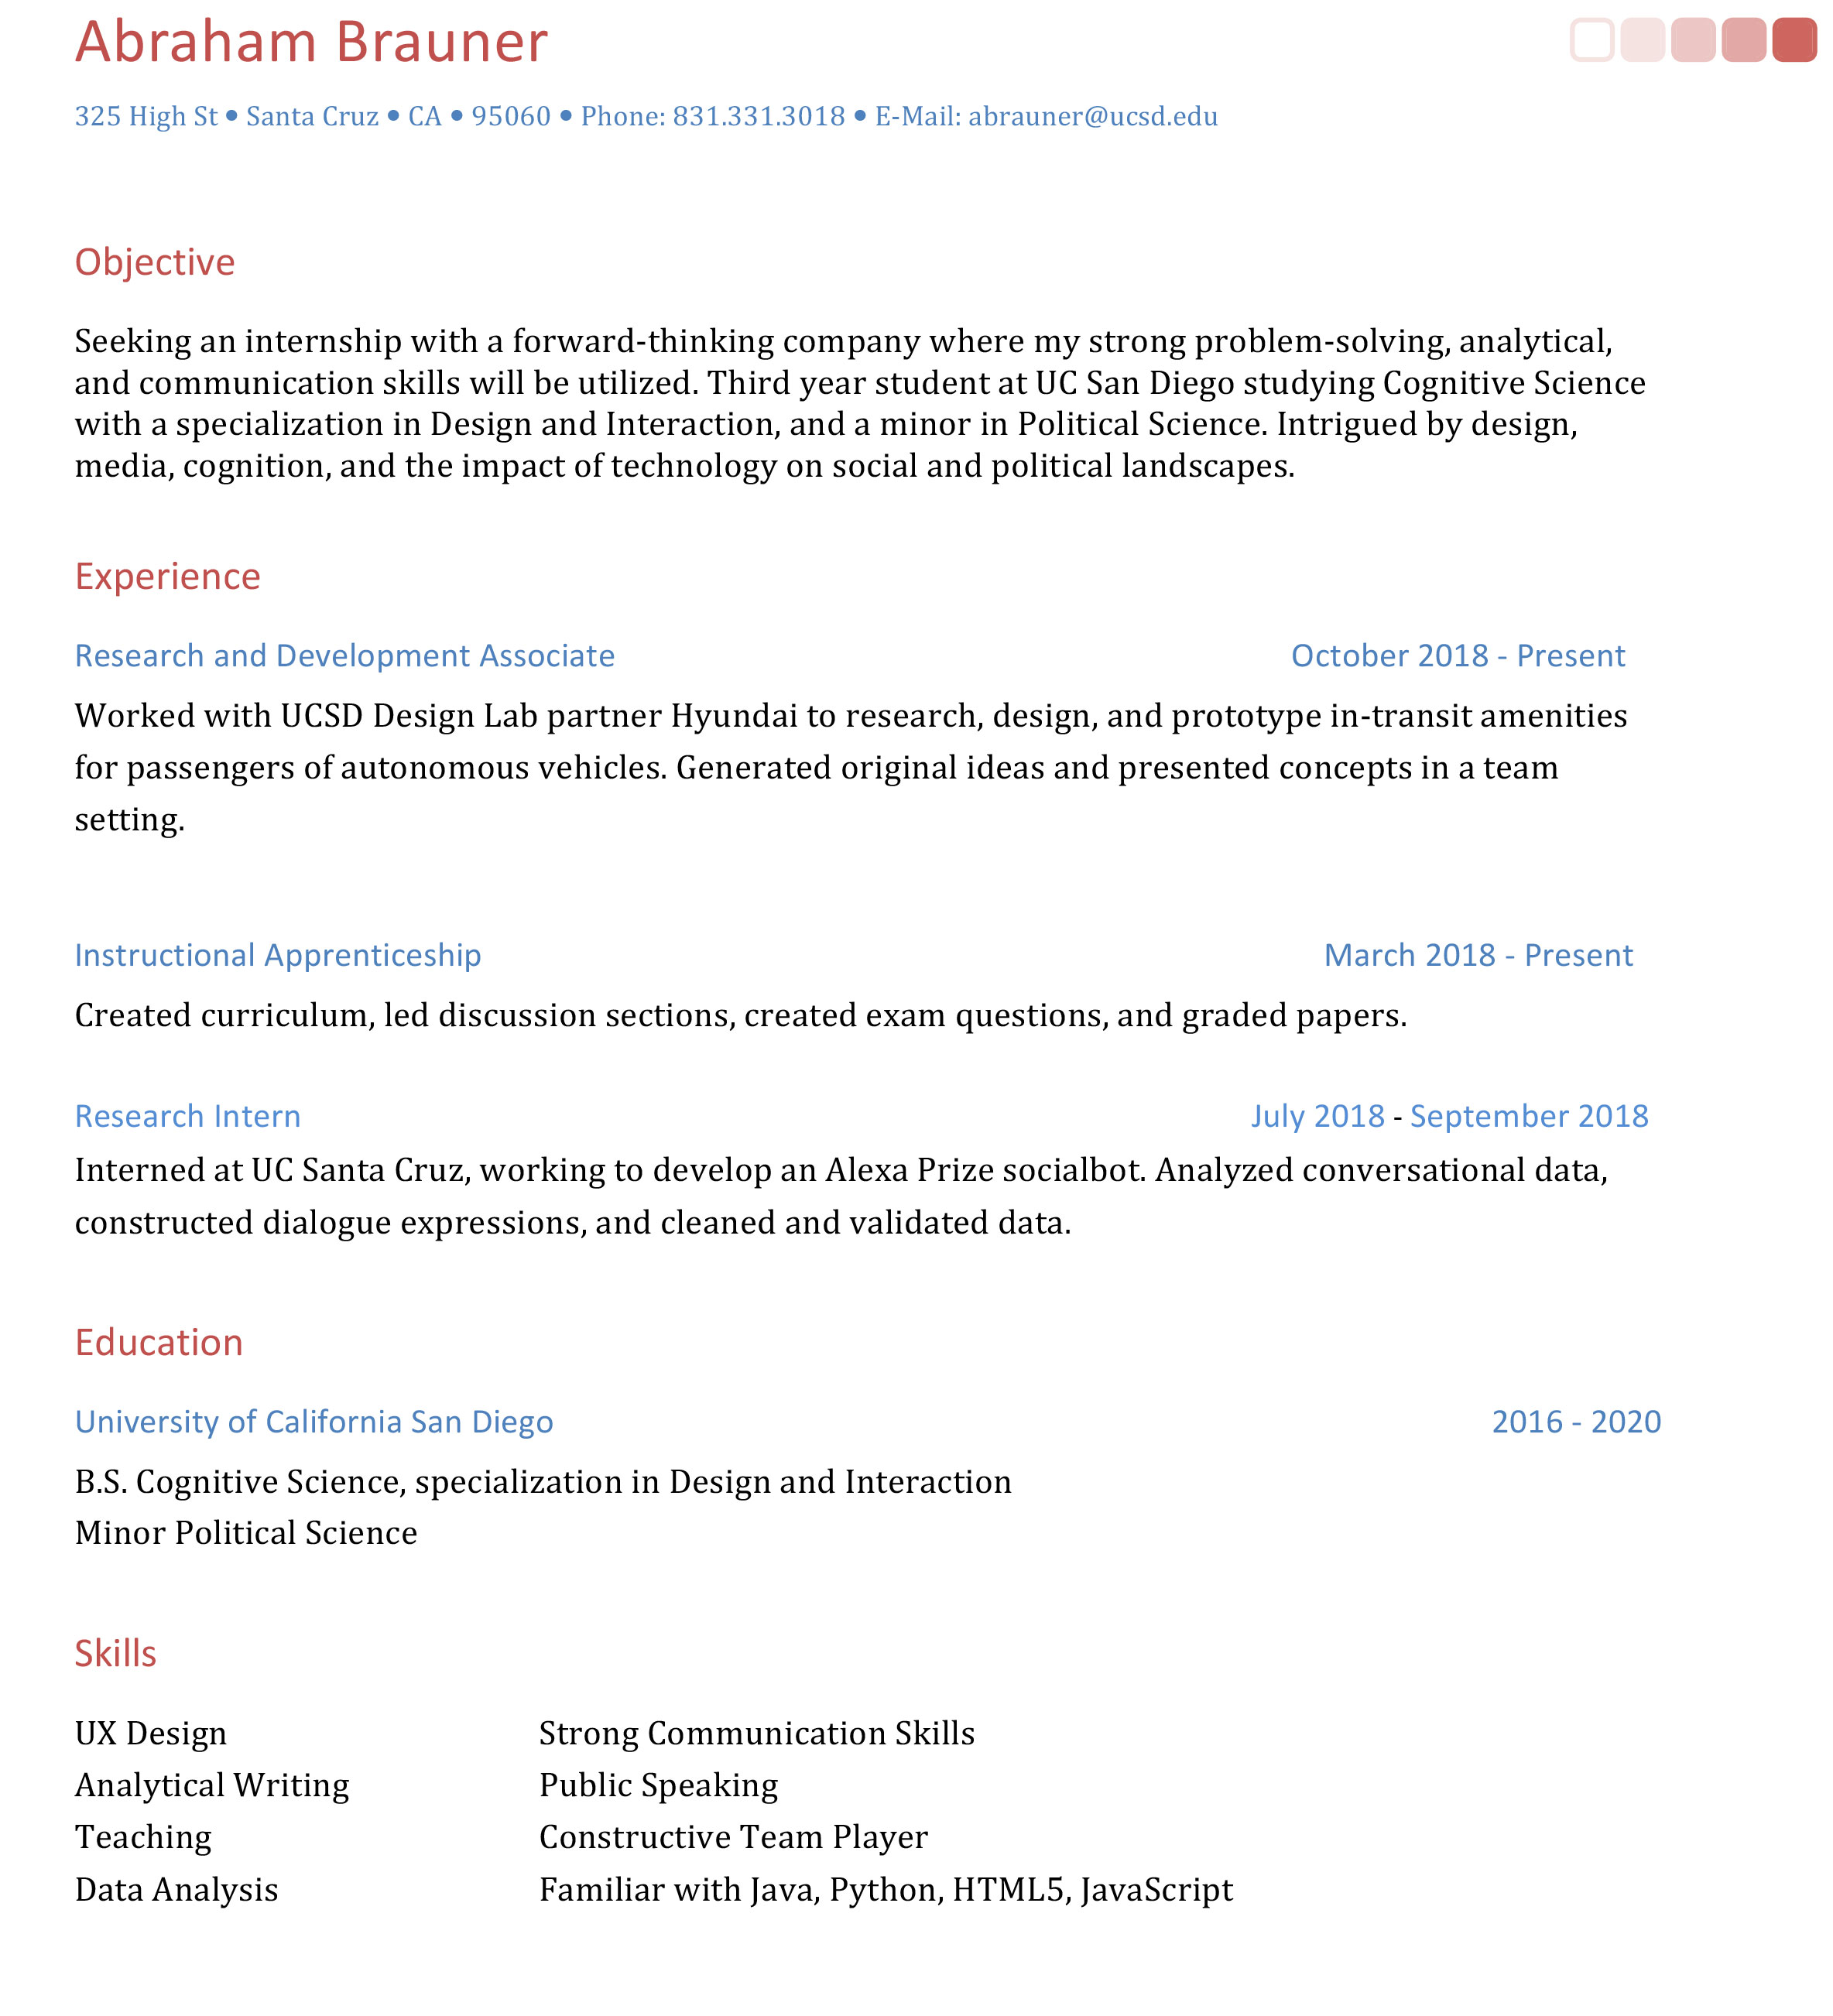 Abraham Brauner
325 High St • Santa Cruz • CA • 95060 • Phone: 831.331.3018 • E-Mail: abrauner@ucsd.edu
Objective
Seeking an internship with a forward-thinking company where my strong problem-solving, analytical,
and communication skills will be utilized. Third year student at UC San Diego studying Cognitive Science
with a specialization in Design and Interaction, and a minor in Political Science. Intrigued by design,
media, cognition, and the impact of technology on social and political landscapes.
Experience
Research and Development Associate October 2018 - Present
Worked with UCSD Design Lab partner Hyundai to research, design, and prototype in-transit amenities
for passengers of autonomous vehicles. Generated original ideas and presented concepts in a team
setting.
Instructional Apprenticeship March 2018 - Present
Created curriculum, led discussion sections, created exam questions, and graded papers.
Research Intern July 2018 - September 2018
Interned at UC Santa Cruz, working to develop an Alexa Prize socialbot. Analyzed conversational data,
constructed dialogue expressions, and cleaned and validated data.
Education
University of California San Diego 2016 - 2020
B.S. Cognitive Science, specialization in Design and Interaction
Minor Political Science
Skills
UX Design Strong Communication Skills
Analytical Writing Public Speaking
Teaching Constructive Team Player
Data Analysis Familiar with Java, Python, HTML5, JavaScript